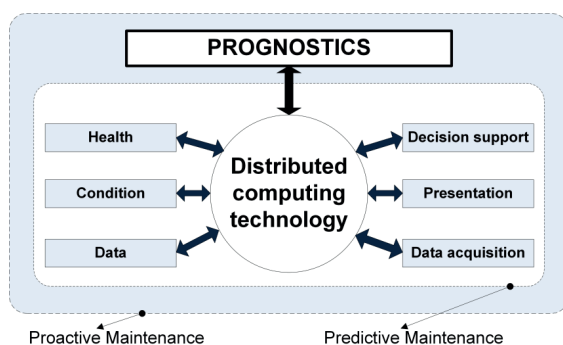 PROGNOSTICS
Health
Decision support
Distributed
computing
technology
Condition
Presentation
Data
Data acquisition
Proactive Maintenance
Predictive Maintenance